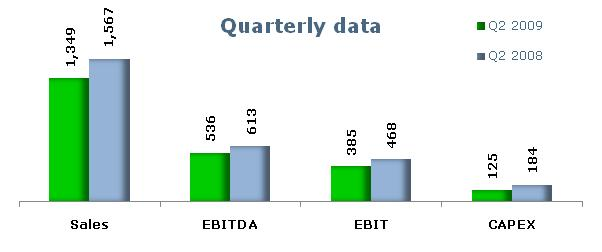 Quarterly data
Q2 2009
Q2 2008
1,349
1,567
536
613
385
468
125
184
Sales
EBITDA
EBIT
CAPEX